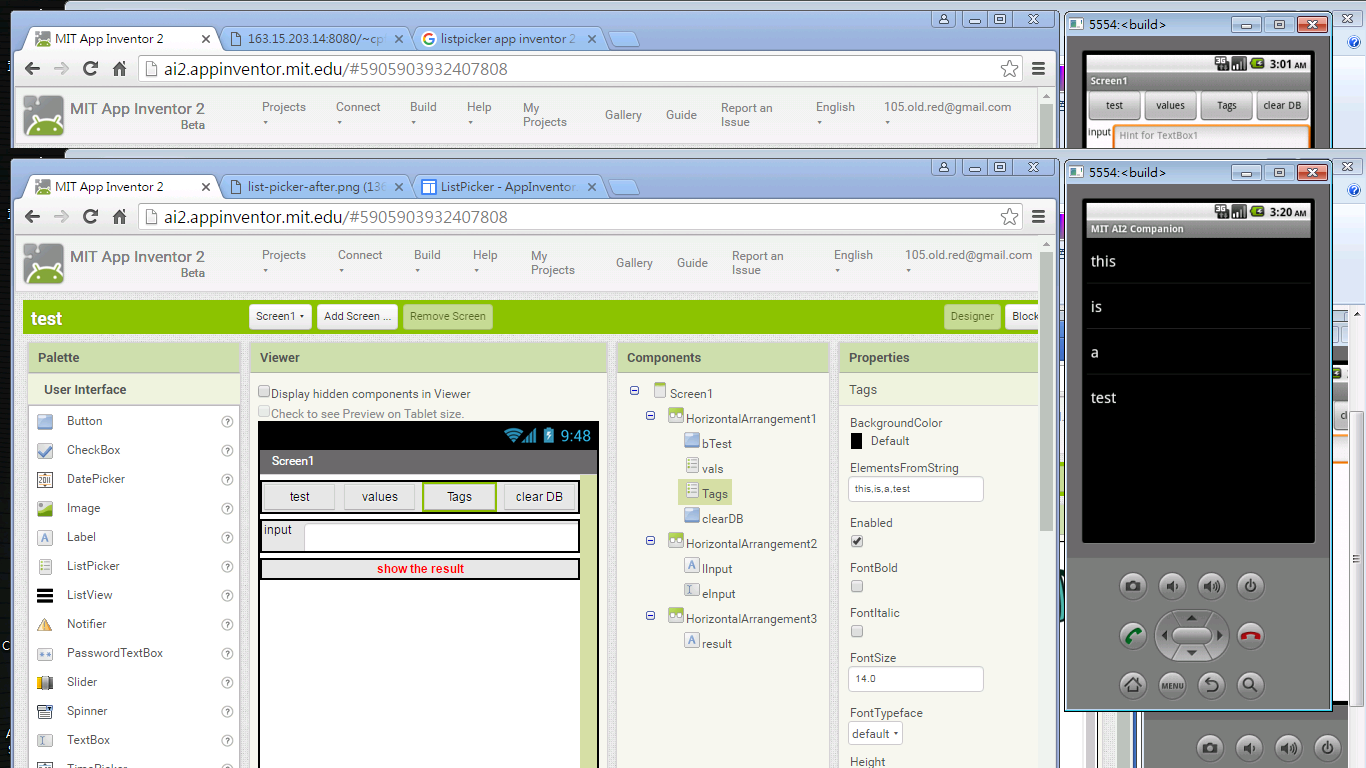 5554:<build>
MIT App Inventor 2
163.15.203.14:8080/~cp
listpicker app inventor 2
ai2.appinventor.mit.edu/#5905903932407808
3:01 AM
Screen1
test values Tags clear DB
input Hint for TextBox1
MIT App Inventor 2
Beta
Projects Connect Build Help My Projects Gallery Guide Report an Issue English 105.old.red@gmail.com
5554:<build>
MIT App Inventor 2
list-picker-after.png (136
ListPicker - AppInventor
ai2.appinventor.mit.edu/#5905903932407808
3:20 AM
MIT AI2 Companion
this
is
a
test
MENU
MIT App Inventor 2
Beta
Projects Connect Build Help My Projects Gallery Guide Report an Issue English 105.old.red@gmail.com
test
Screen1 Add Screen ... Remove Screen Designer Block
Palette
User Interface
Button
CheckBox
DatePicker
Image
Label
ListPicker
ListView
Notifier
PasswordTextBox
Slider
Spinner
TextBox
TimePicker
Viewer
Display hidden components in Viewer
Check to see Preview on Tablet size.
9:48
Screen1
test values Tags clear DB
input
show the result
Components
Screen1
HorizontalArrangement1
bTest
vals
Tags
clearDB
HorizontalArrangement2
lInput
eInput
HorizontalArrangement3
result
Properties
Tags
BackgroundColor
Default
ElementsFromString
this,is,a,test
Enabled
FontBold
FontItalic
FontSize
14.0
FontTypeface
default
Height